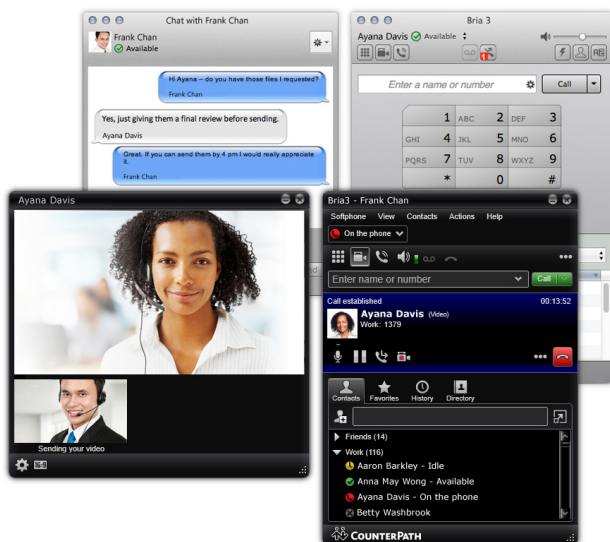 Chat with Frank Chan
Frank Chan
Available
Hi Ayana – do you have those files I requested?
Frank Chan
Yes, just giving them a final review before sending.
Ayana Davis
Great. If you can send them by 4 pm I would really appreciate
it.
Frank Chan
Bria 3
Ayana Davis Available
1
Enter a name or number
Call
1 ABC 2 DEF 3
GHI 4 JKL 5 MNO 6
PQRS 7 TUV 8 WXYZ 9
* 0 #
Ayana Davis
Sending your video
Bria3 - Frank Chan
Softphone View Contacts Actions Help
On the phone
Enter name or number
Call
Call established 00:13:52
Ayana Davis (Video)
Work: 1379
Contacts Favorites History Directory
Friends (14)
Work (116)
Aaron Barkley - Idle
Anna May Wong - Available
Ayana Davis - On the phone
Betty Washbrook
COUNTERPATH